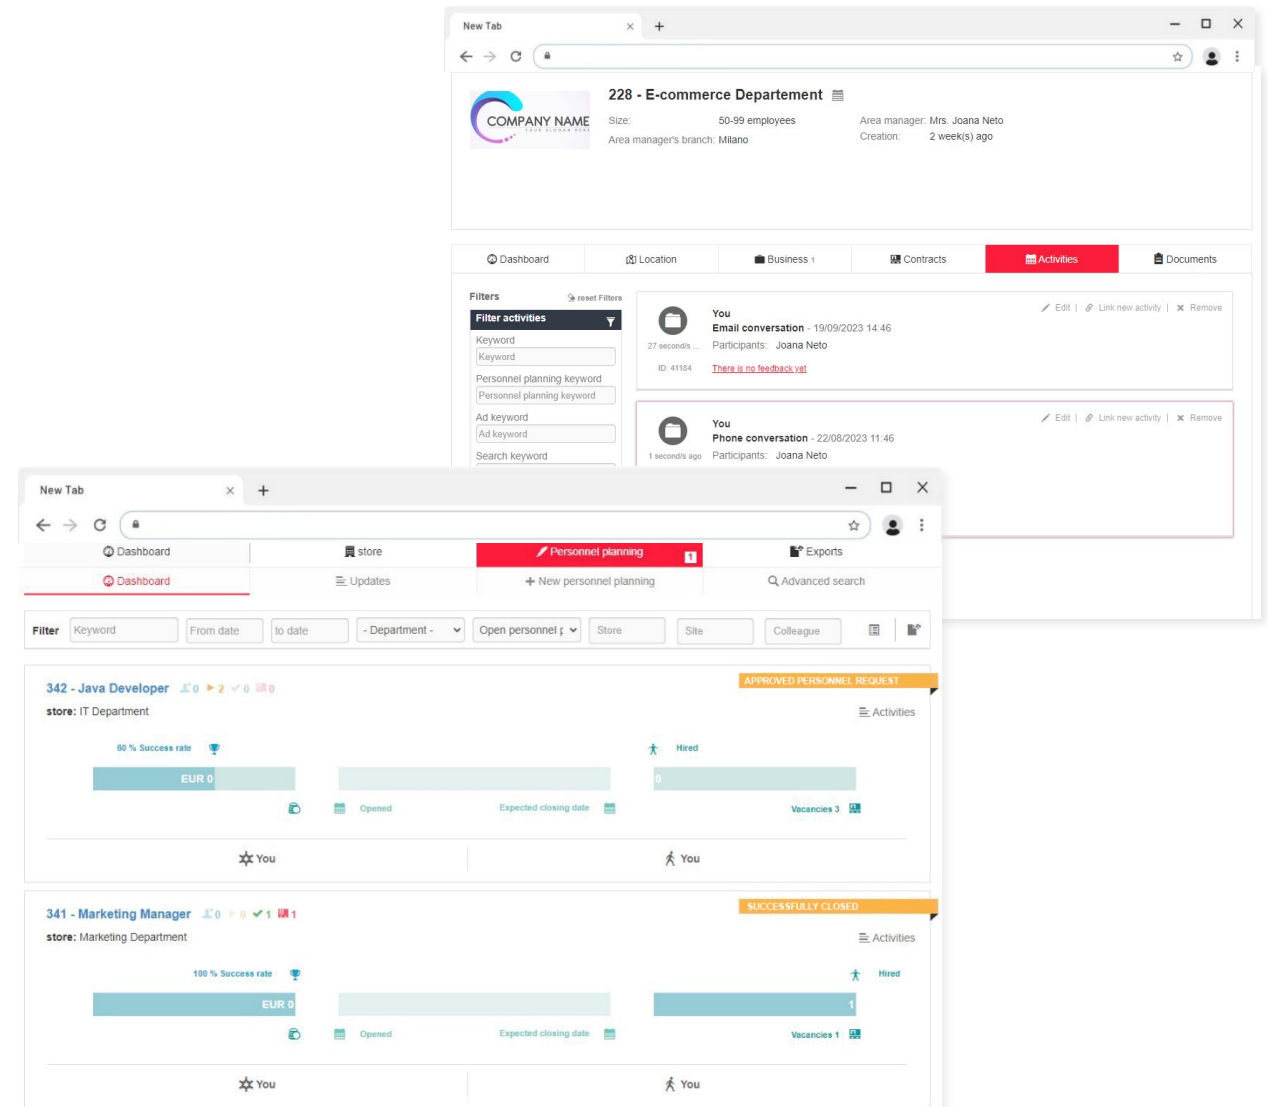 New Tab
228 - E-commerce Departement
COMPANY NAME
YOUR SLOGAN HERE
Size: 50-99 employees
Area manager: Mrs. Joana Neto
Area manager's branch: Milano
Creation: 2 week(s) ago
Dashboard
Location
Business 1
Contracts
Activities
Documents
Filters
reset Filters
Filter activities
Keyword
Keyword
Personnel planning keyword
Personnel planning keyword
Ad keyword
Ad keyword
Search keyword
You
Edit | Link new activity | Remove
Email conversation - 19/09/2023 14:46
27 second/s ...
Participants: Joana Neto
ID: 41184
There is no feedback yet
You
Edit | Link new activity | Remove
Phone conversation - 22/08/2023 11:46
1 second/s ago
Participants: Joana Neto
New Tab
Dashboard
store
Personnel planning 1
Exports
Dashboard
Updates
New personnel planning
Advanced search
Filter
Keyword
From date
to date
- Department -
Open personnel p
Store
Site
Colleague
342 - Java Developer 0 2 0 0
APPROVED PERSONNEL REQUEST
store: IT Department
Activities
60 % Success rate
Hired
EUR 0
0
Opened
Expected closing date
Vacancies 3
You
You
341 - Marketing Manager 0 0 1 1
SUCCESSFULLY CLOSED
store: Marketing Department
Activities
100 % Success rate
Hired
EUR 0
1
Opened
Expected closing date
Vacancies 1
You
You